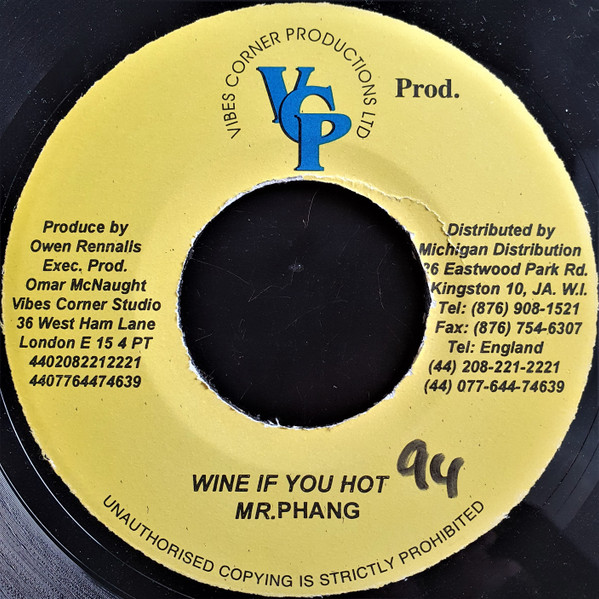 VIBES CORNER PRODUCTIONS LTD
VCP
Prod.
Produce by
Owen Rennalls
Exec. Prod.
Omar McNaught
Vibes Corner Studio
36 West Ham Lane
London E 15 4 PT
4402082212221
4407764474639
Distributed by
Michigan Distribution
26 Eastwood Park Rd.
Kingston 10, JA. W.I.
Tel: (876) 908-1521
Fax: (876) 754-6307
Tel: England
(44) 208-221-2221
(44) 077-644-74639
WINE IF YOU HOT
94
MR.PHANG
UNAUTHORISED COPYING IS STRICTLY PROHIBITED